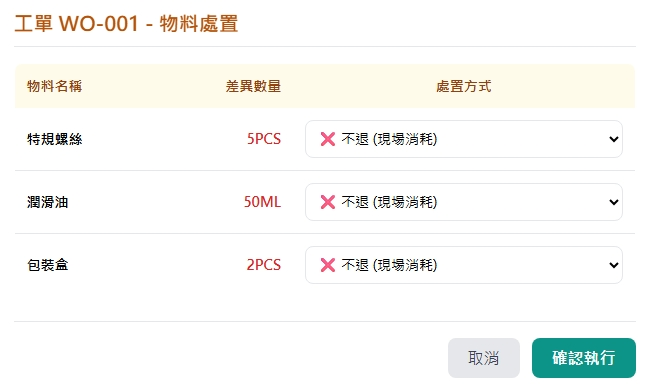 工單 WO-001 - 物料處置
物料名稱 差異數量 處置方式
特規螺絲 5PCS ❌ 不退 (現場消耗)
潤滑油 50ML ❌ 不退 (現場消耗)
包裝盒 2PCS ❌ 不退 (現場消耗)
取消 確認執行